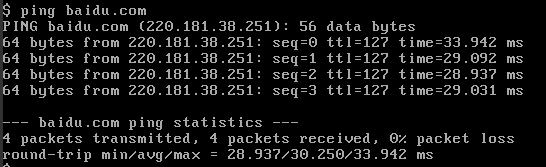 $ ping baidu.com
PING baidu.com (220.181.38.251): 56 data bytes
64 bytes from 220.181.38.251: seq=0 ttl=127 time=33.942 ms
64 bytes from 220.181.38.251: seq=1 ttl=127 time=29.092 ms
64 bytes from 220.181.38.251: seq=2 ttl=127 time=28.937 ms
64 bytes from 220.181.38.251: seq=3 ttl=127 time=29.031 ms
--- baidu.com ping statistics ---
4 packets transmitted, 4 packets received, 0% packet loss
round-trip min/avg/max = 28.937/30.250/33.942 ms